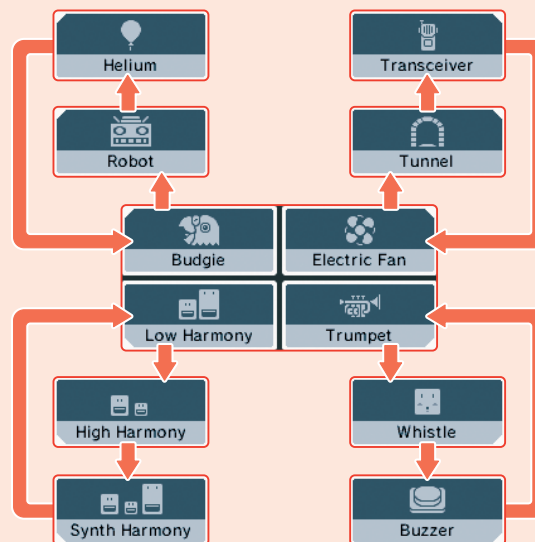 Helium
Transceiver
Robot
Tunnel
Budgie
Electric Fan
Low Harmony
Trumpet
High Harmony
Whistle
Synth Harmony
Buzzer